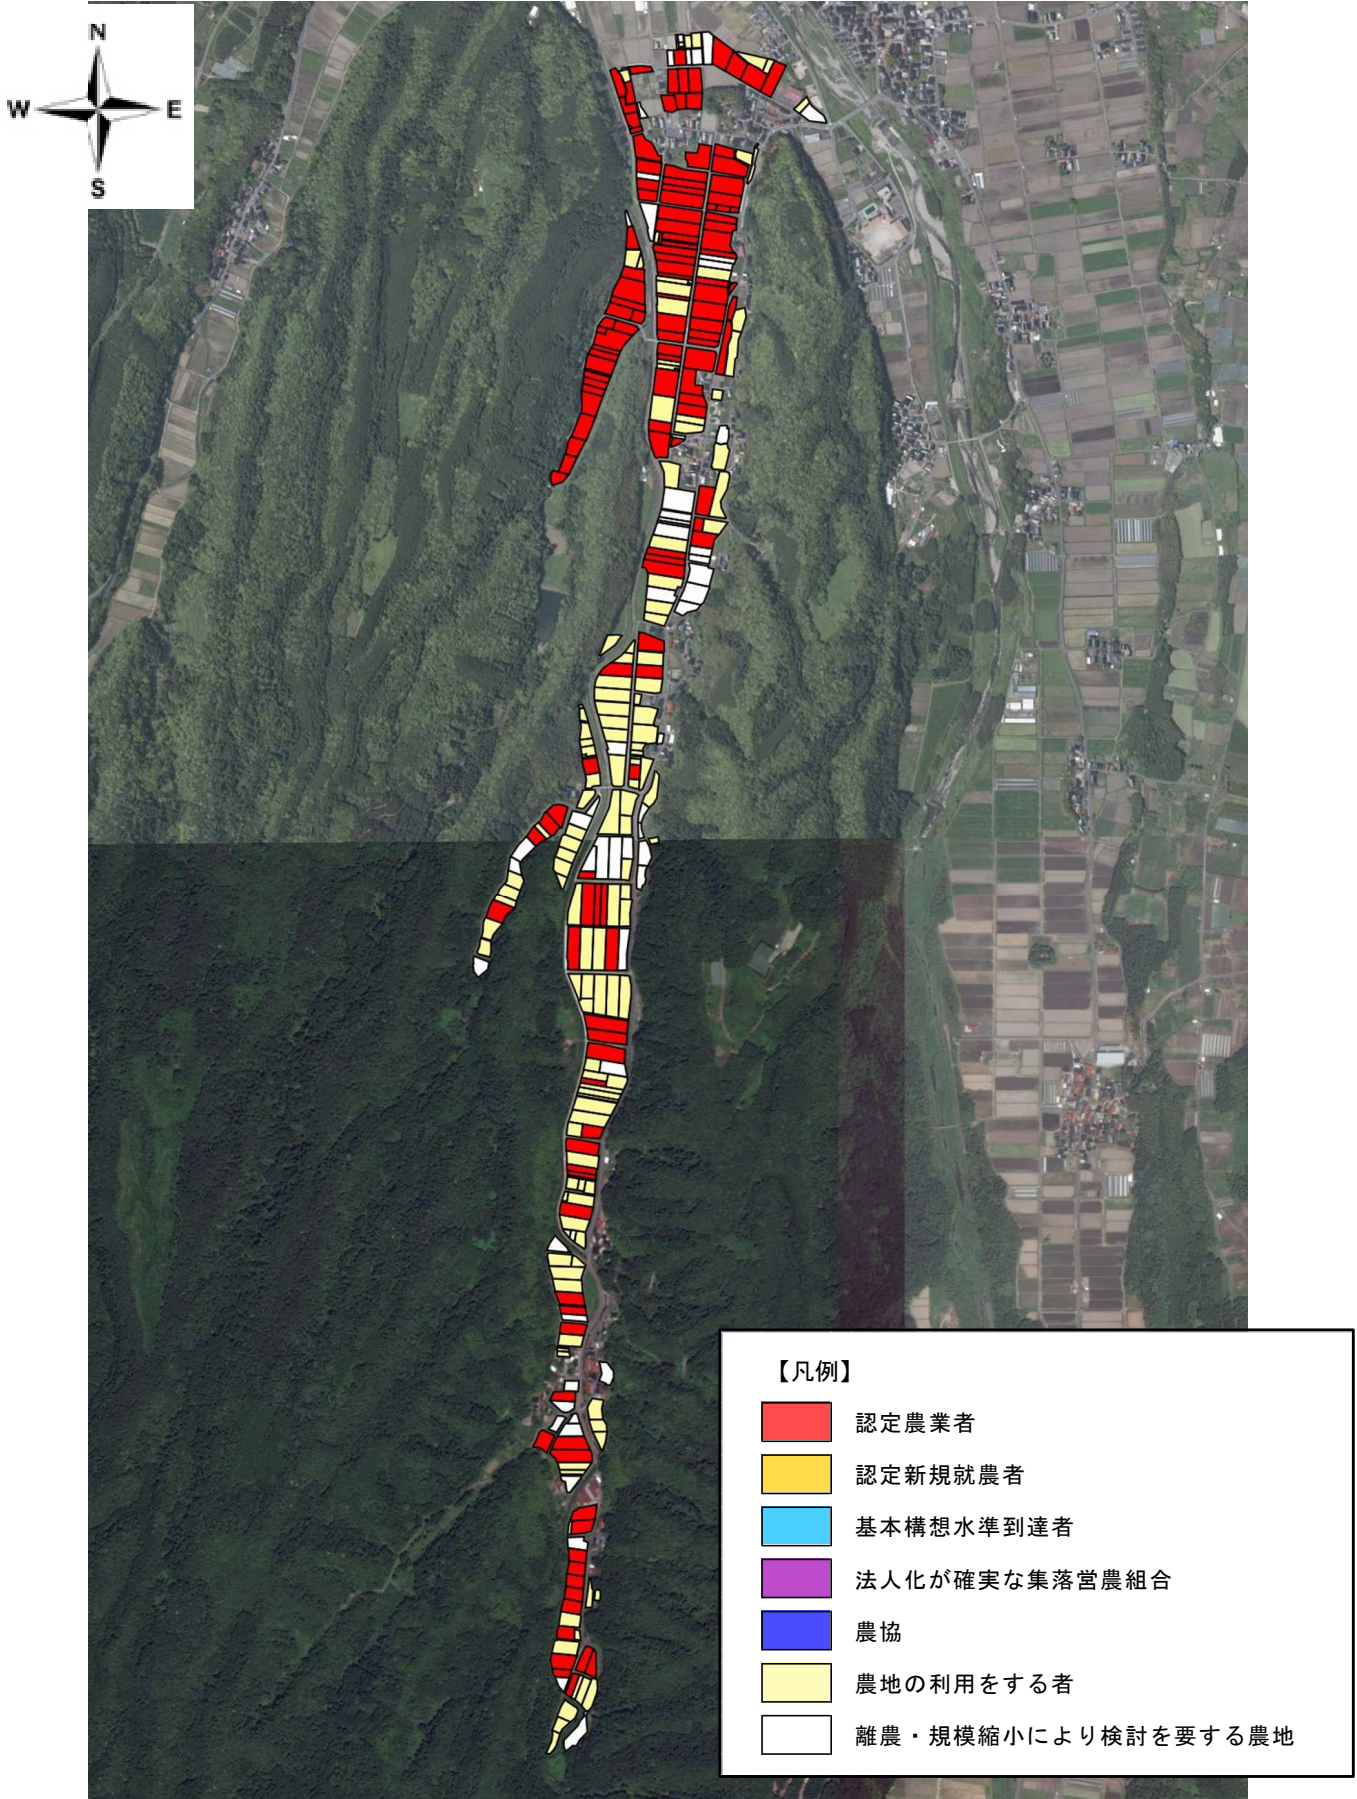 N
W E
S
【凡例】
認定農業者
認定新規就農者
基本構想水準到達者
法人化が確実な集落営農組合
農協
農地の利用をする者
離農・規模縮小により検討を要する農地